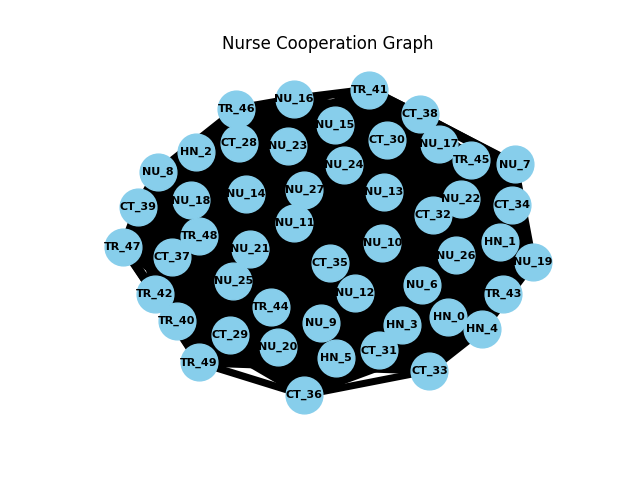 Nurse Cooperation Graph
TR_41
NU_16
TR_46
CT_38
NU_15
CT_30
CT_28
NU_17
NU_23
HN_2
TR_45
NU_24
NU_7
NU_8
NU_27
NU_13
NU_14
NU_22
NU_18
CT_34
CT_39
CT_32
NU_11
TR_48
HN_1
NU_10
TR_47
NU_21
NU_26
CT_37
NU_19
CT_35
NU_25
NU_6
NU_12
TR_42
TR_43
TR_44
HN_0
TR_40
NU_9
HN_3
HN_4
CT_29
NU_20
CT_31
HN_5
TR_49
CT_33
CT_36